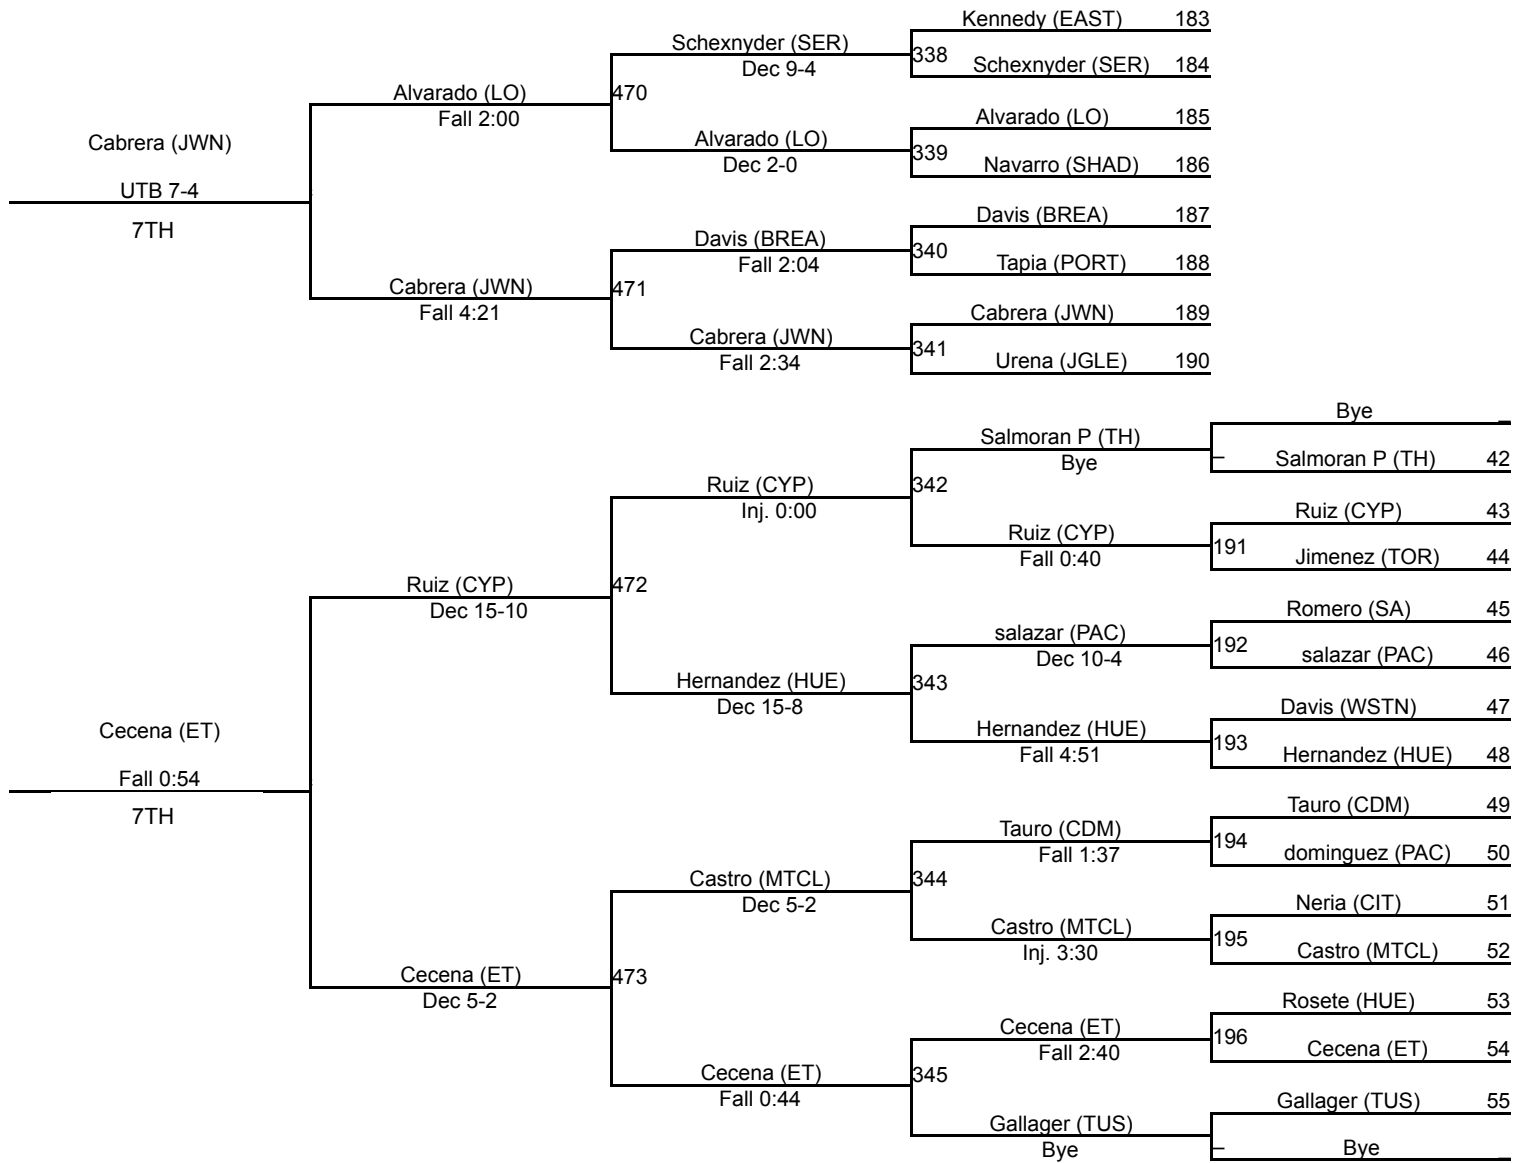 Kennedy (EAST) 183
Schexnyder (SER)
Dec 9-4
338
Schexnyder (SER) 184
Alvarado (LO)
Fall 2:00
470
Alvarado (LO) 185
Alvarado (LO)
Dec 2-0
339
Navarro (SHAD) 186
Cabrera (JWN)
UTB 7-4
7TH
Davis (BREA) 187
Davis (BREA)
Fall 2:04
340
Tapia (PORT) 188
Cabrera (JWN)
Fall 4:21
471
Cabrera (JWN) 189
Cabrera (JWN)
Fall 2:34
341
Urena (JGLE) 190
Bye _
Salmoran P (TH)
Bye
_
Salmoran P (TH) 42
Ruiz (CYP)
Inj. 0:00
342
Ruiz (CYP) 43
Ruiz (CYP)
Fall 0:40
191
Jimenez (TOR) 44
Ruiz (CYP)
Dec 15-10
472
Romero (SA) 45
salazar (PAC)
Dec 10-4
192
salazar (PAC) 46
Hernandez (HUE)
Dec 15-8
343
Davis (WSTN) 47
Hernandez (HUE)
Fall 4:51
193
Hernandez (HUE) 48
Cecena (ET)
Fall 0:54
7TH
Tauro (CDM) 49
Tauro (CDM)
Fall 1:37
194
dominguez (PAC) 50
Castro (MTCL)
Dec 5-2
344
Neria (CIT) 51
Castro (MTCL)
Inj. 3:30
195
Castro (MTCL) 52
Cecena (ET)
Dec 5-2
473
Rosete (HUE) 53
Cecena (ET)
Fall 2:40
196
Cecena (ET) 54
Cecena (ET)
Fall 0:44
345
Gallager (TUS) 55
Gallager (TUS)
Bye
_
Bye _